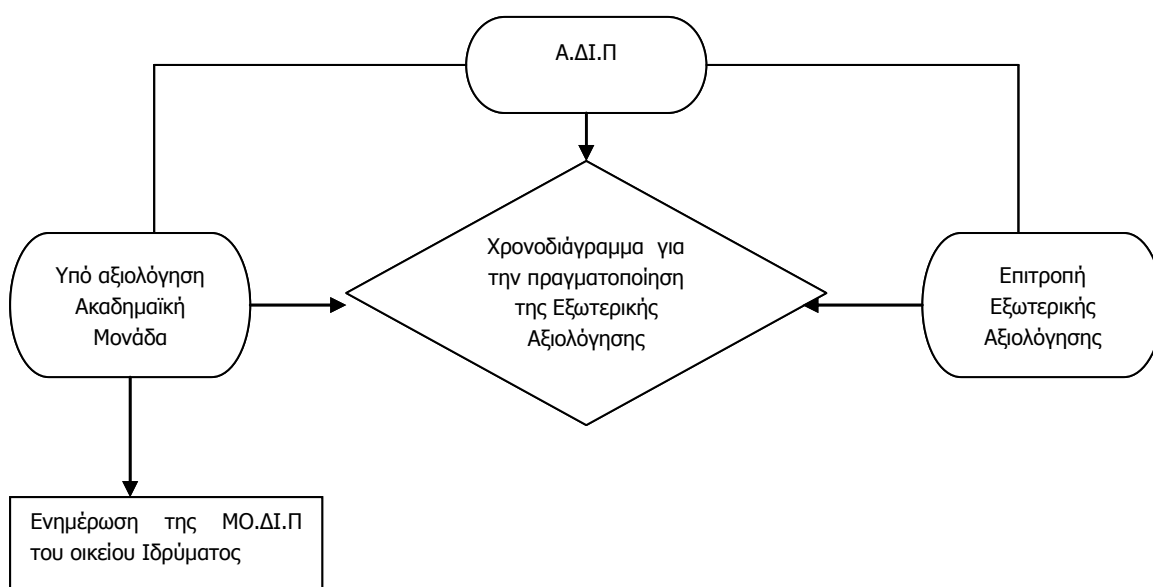 Α.ΔΙ.Π
Υπό αξιολόγηση
Ακαδημαϊκή
Μονάδα
Χρονοδιάγραμμα για
την πραγματοποίηση
της Εξωτερικής
Αξιολόγησης
Επιτροπή
Εξωτερικής
Αξιολόγησης
Ενημέρωση της ΜΟ.ΔΙ.Π
του οικείου Ιδρύματος